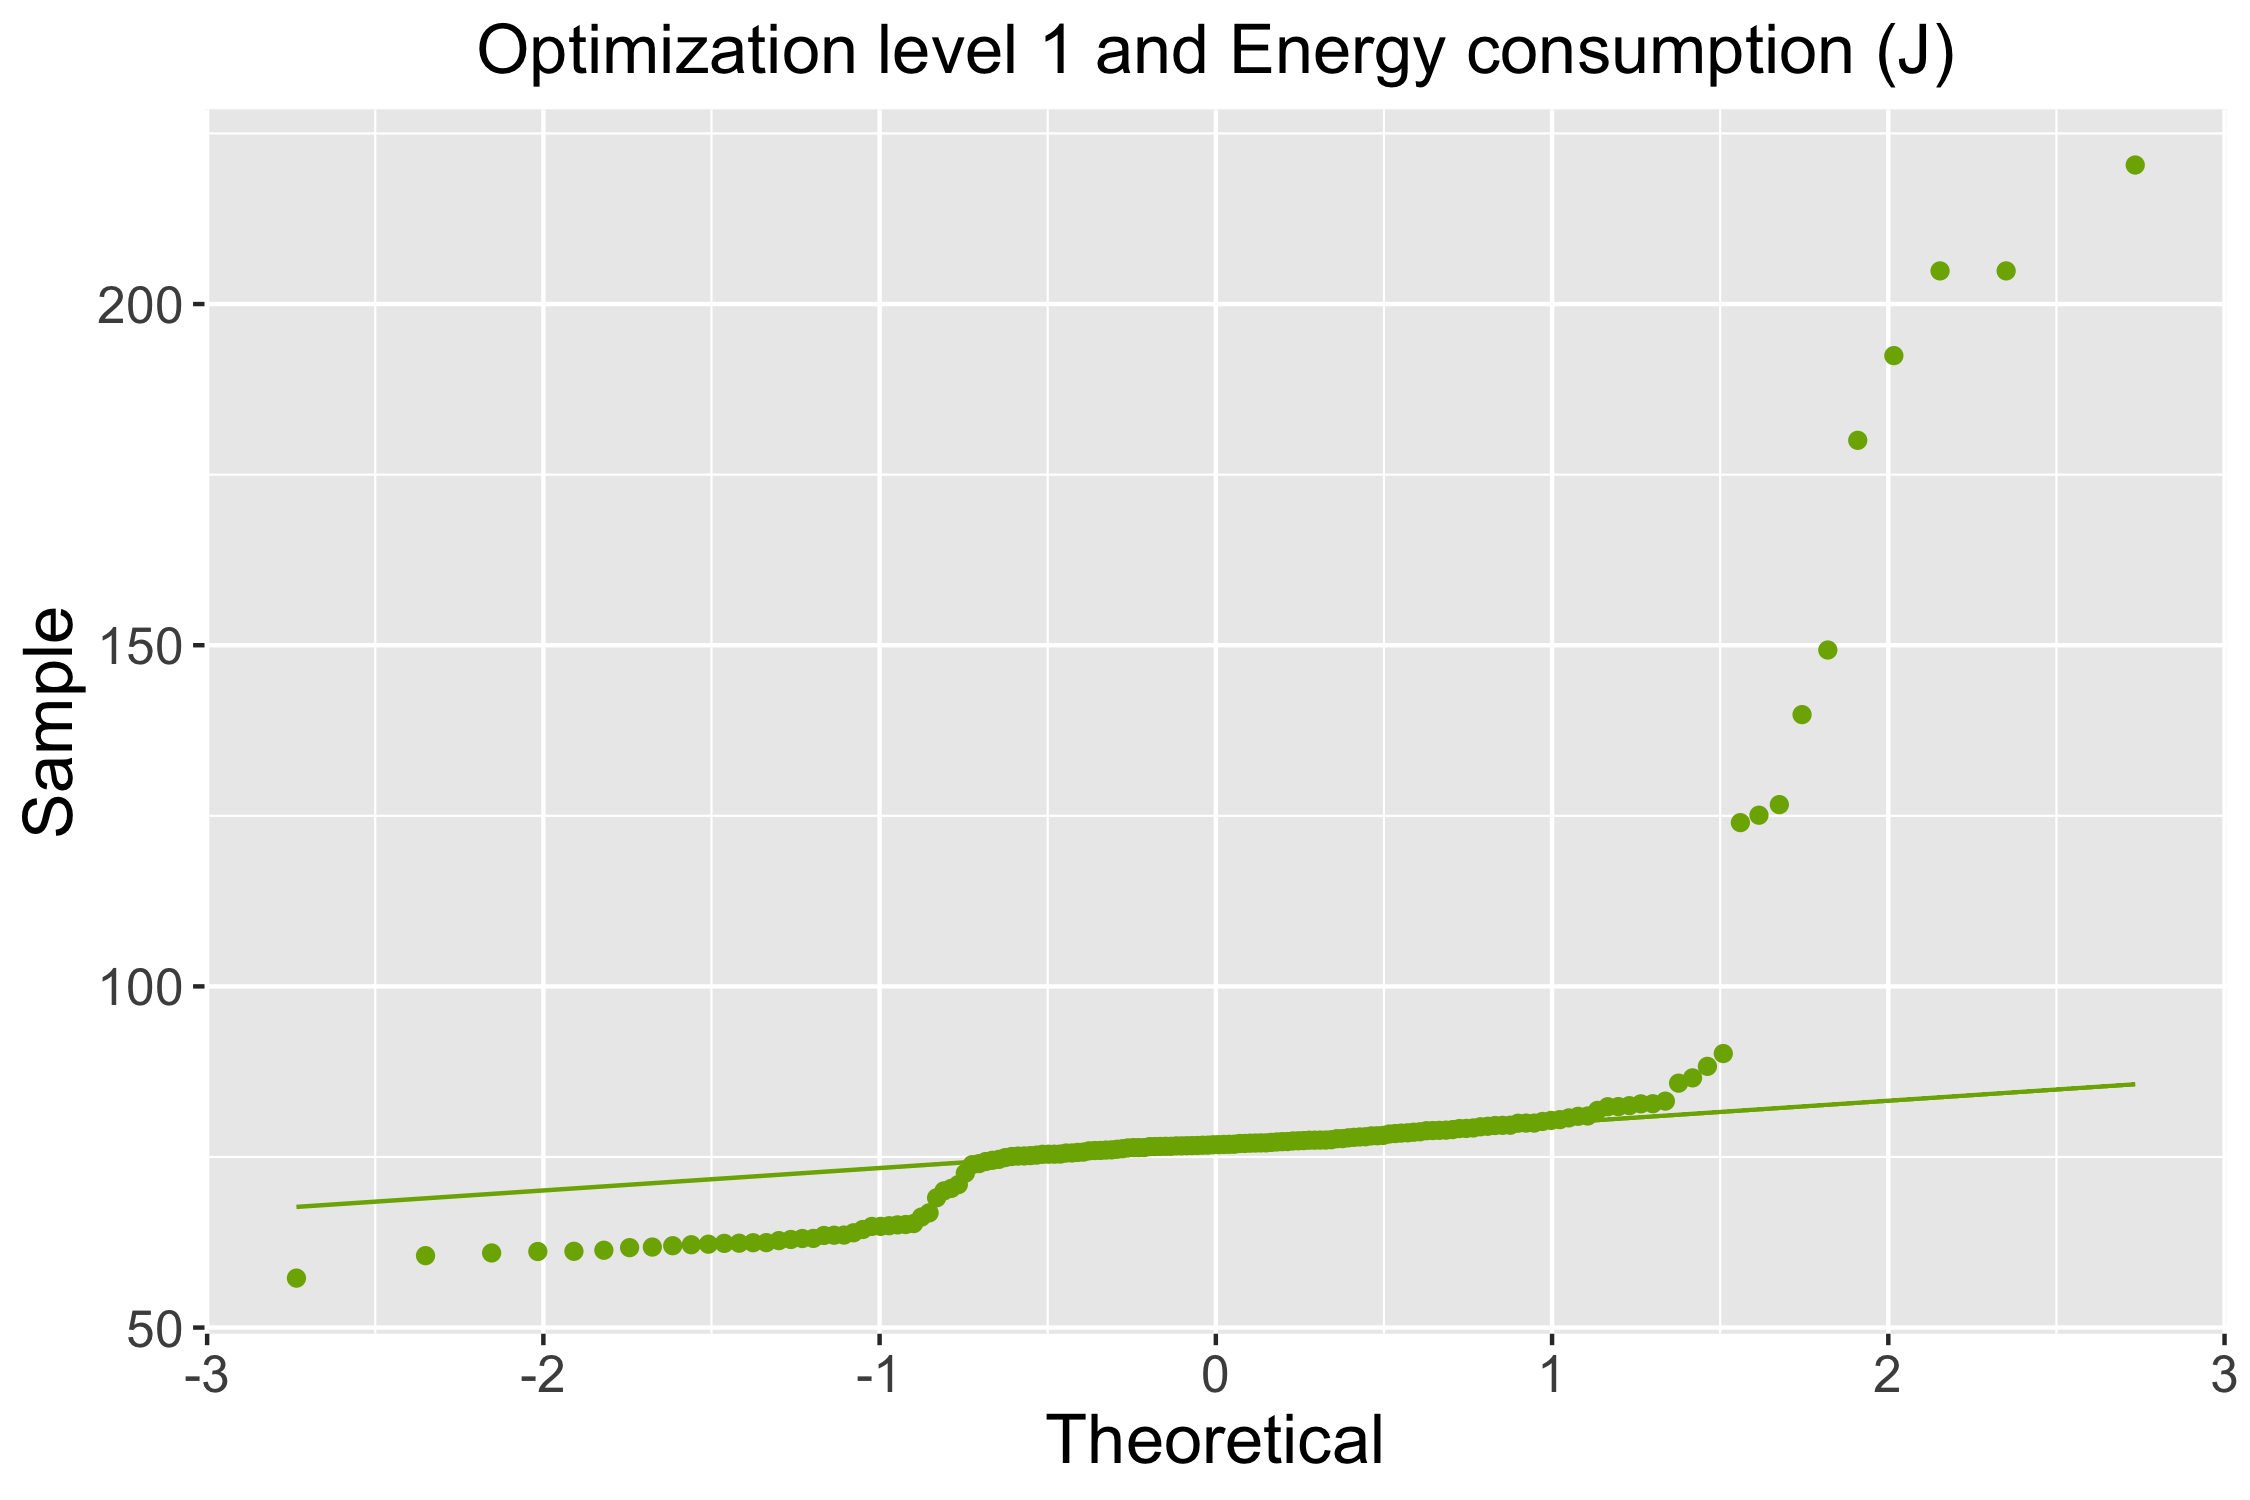 Optimization level 1 and Energy consumption (J)
200
150
100
50
Sample
-3 -2 -1 0 1 2 3
Theoretical